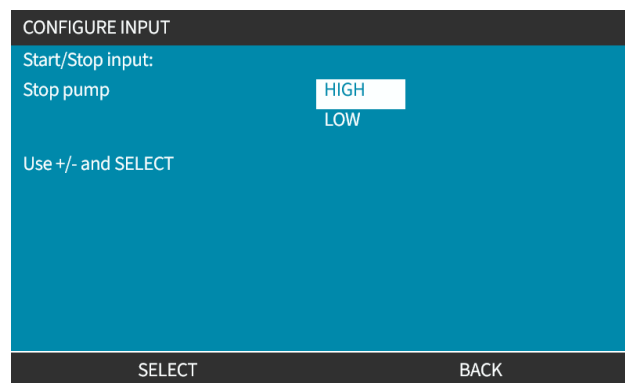 CONFIGURE INPUT
Start/Stop input:
Stop pump HIGH
LOW
Use +/- and SELECT
SELECT BACK